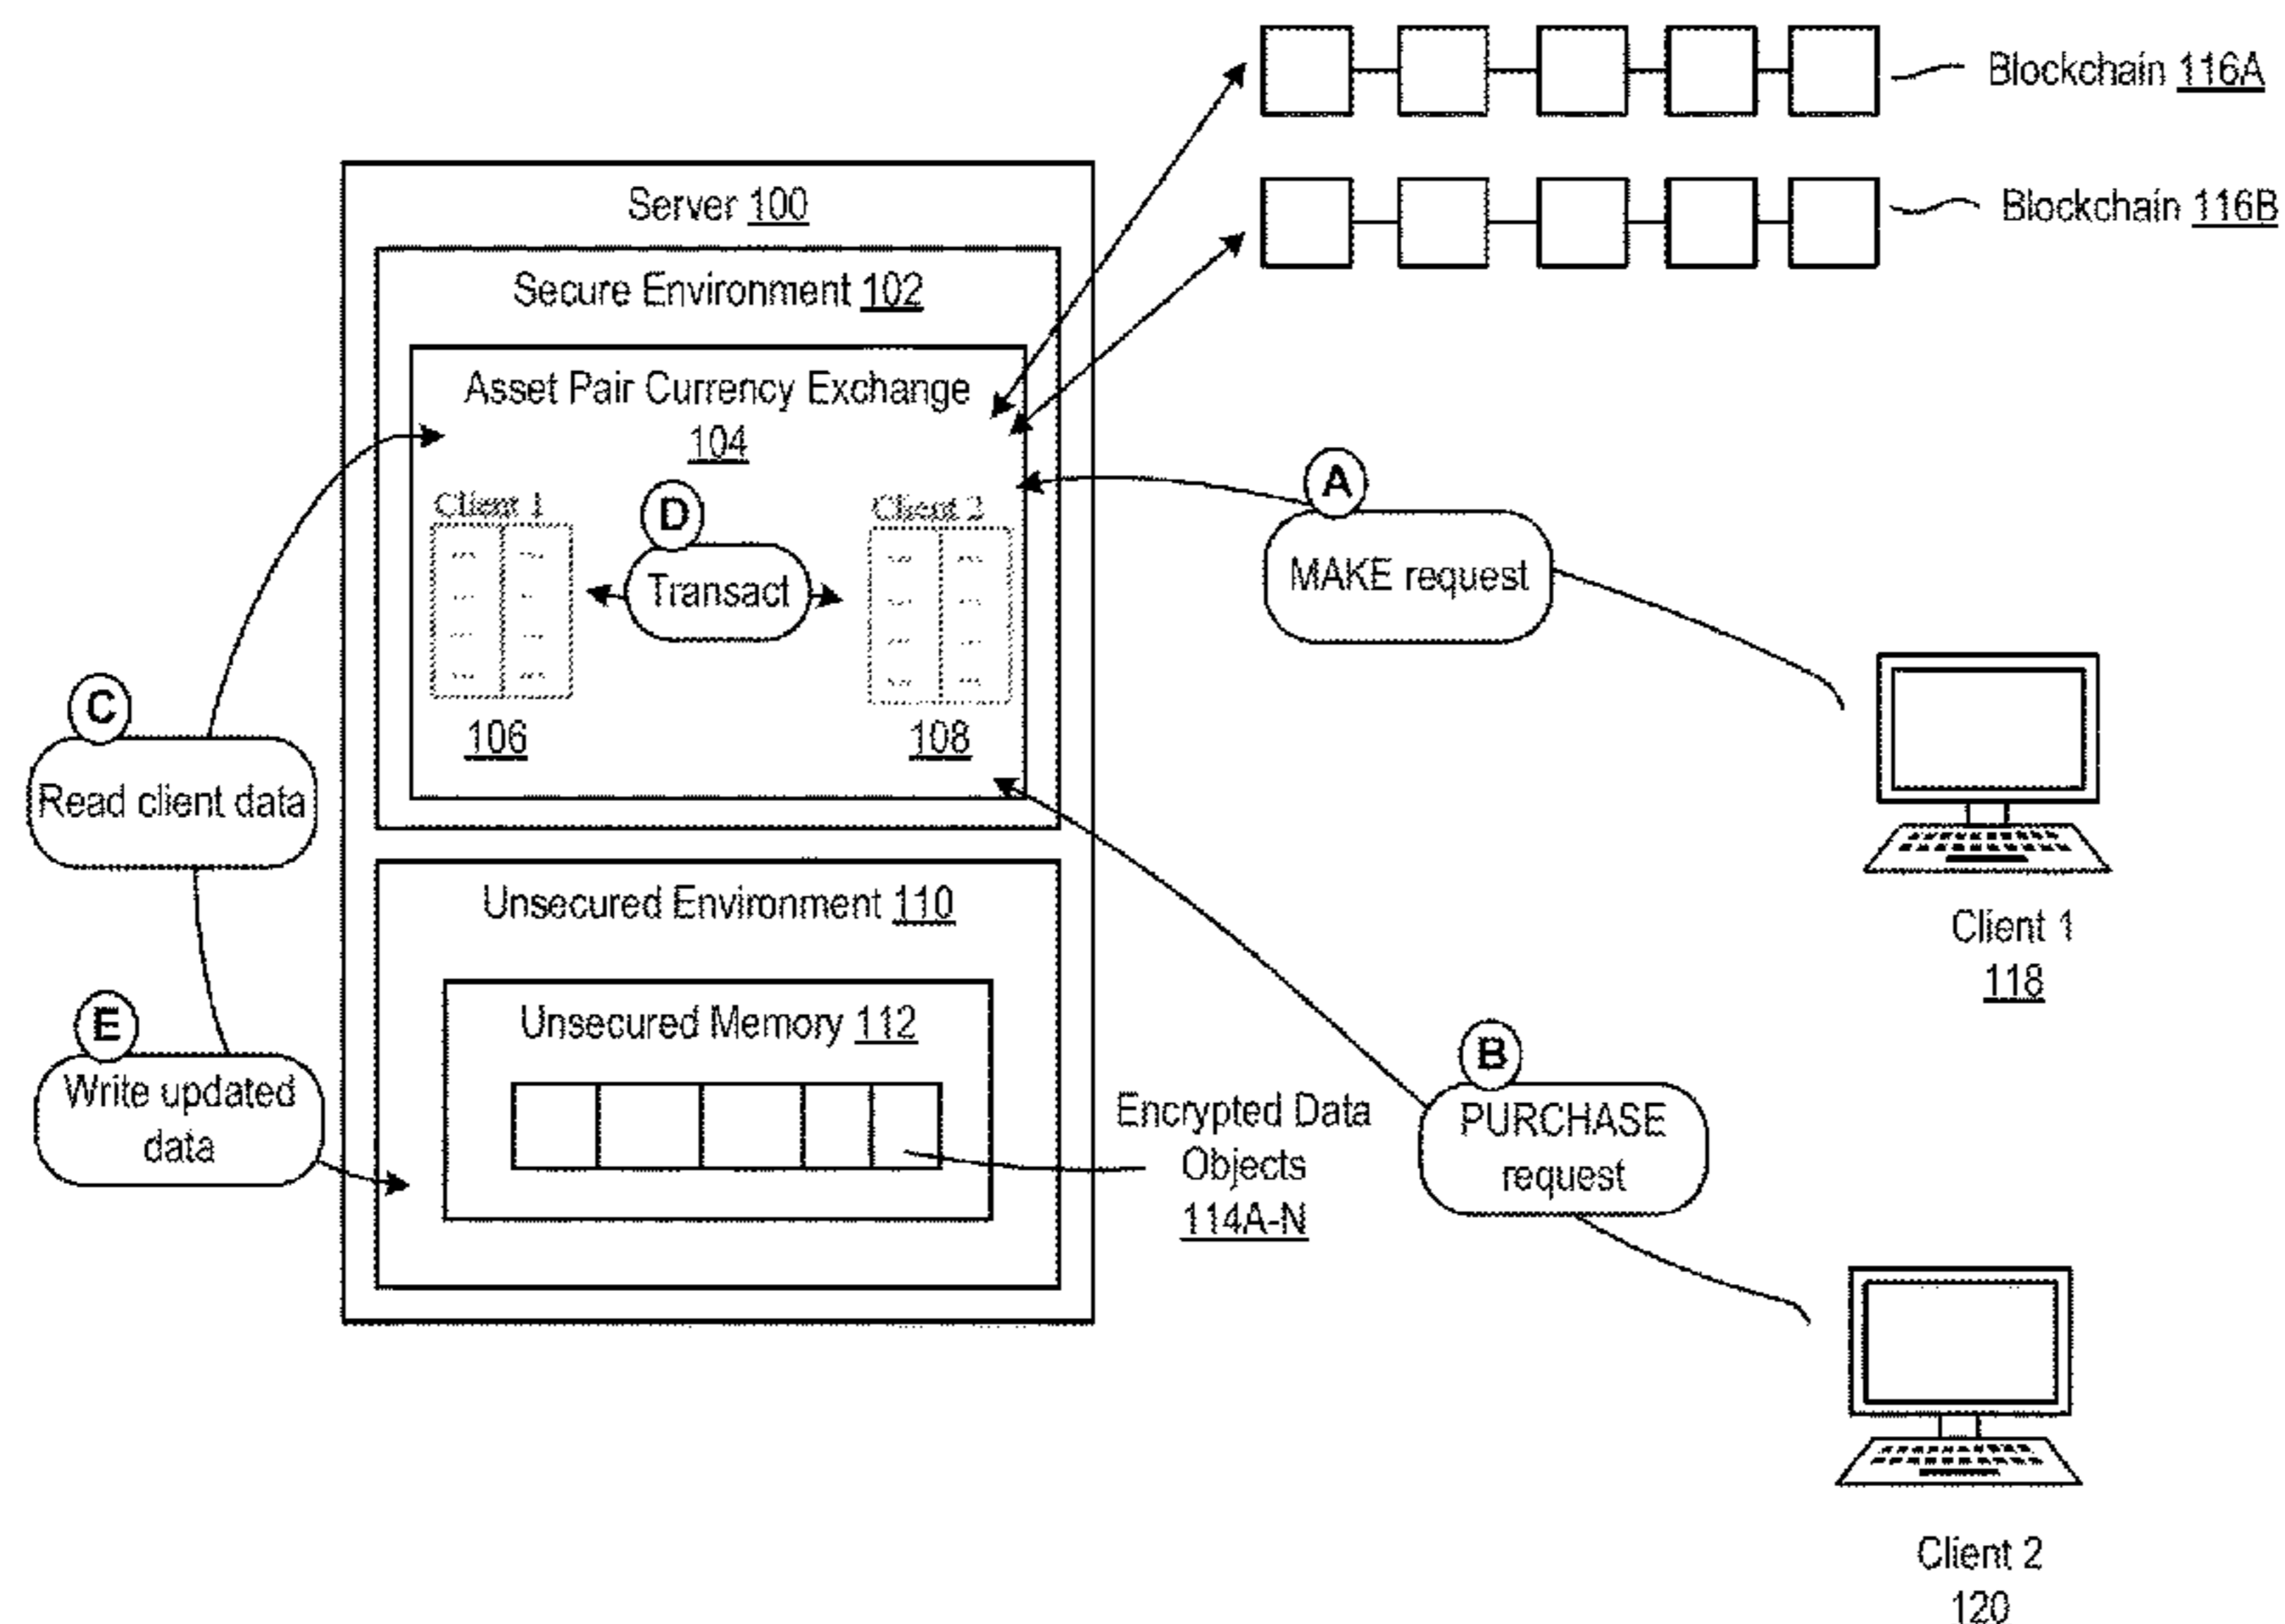 Blockchain 116A
Blockchain 116B
Server 100
Secure Environment 102
Asset Pair Currency Exchange
104
Client 1
Client 2
D
Transact
106
108
A
MAKE request
C
Read client data
Client 1
118
Unsecured Environment 110
Unsecured Memory 112
E
Write updated
data
Encrypted Data
Objects
114A-N
B
PURCHASE
request
Client 2
120